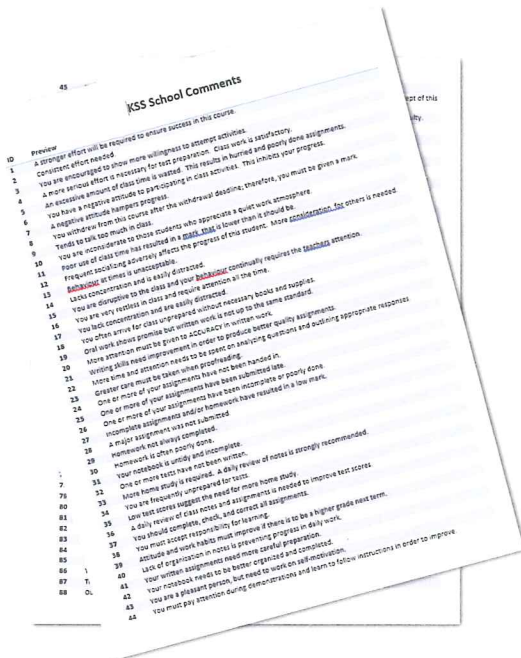 45
KSS School Comments
ID Preview
1 A stronger effort will be required to ensure success in this course.
2 Consistent effort needed.
3 You are encouraged to show more willingness to attempt activities.
4 A more serious effort is necessary for test preparation. Class work is satisfactory.
5 An excessive amount of class time is wasted. This results in hurried and poorly done assignments.
6 You have a negative attitude to participating in class activities. This inhibits your progress.
7 A negative attitude hampers progress.
8 You withdrew from this course after the withdrawal deadline; therefore, you must be given a mark.
9 Tends to talk too much in class.
10 You are inconsiderate to those students who appreciate a quiet work atmosphere.
11 Poor use of class time has resulted in a mark that is lower than it should be.
12 Frequent socializing adversely affects the progress of this student. More consideration for others is needed.
13 Behaviour at times is unacceptable.
14 Lacks concentration and is easily distracted.
15 You are disruptive to the class and your behaviour continually requires the teachers attention.
16 You are very restless in class and require attention all the time.
17 You lack concentration and are easily distracted.
18 You often arrive for class unprepared without necessary books and supplies.
19 Oral work shows promise but written work is not up to the same standard.
20 More attention must be given to ACCURACY in written work.
21 Writing skills need improvement in order to produce better quality assignments.
22 More time and attention needs to be spent on analyzing questions and outlining appropriate responses
23 Greater care must be taken when proofreading.
24 One or more of your assignments have not been handed in.
25 One or more of your assignments have been submitted late.
26 One or more of your assignments have been incomplete or poorly done.
27 Incomplete assignments and/or homework have resulted in a low mark.
28 A major assignment was not submitted
29 Homework not always completed.
30 Homework is often poorly done.
31 Your notebook is untidy and incomplete.
32 One or more tests have not been written.
33 More home study is required. A daily review of notes is strongly recommended.
34 You are frequently unprepared for tests.
35 Low test scores suggest the need for more home study.
36 A daily review of class notes and assignments is needed to improve test scores
37 You should complete, check, and correct all assignments.
38 You must accept responsibility for learning.
39 Attitude and work habits must improve if there is to be a higher grade next term.
40 Lack of organization in notes is preventing progress in daily work.
41 Your written assignments need more careful preparation.
42 Your notebook needs to be better organized and completed.
43 You are a pleasant person, but need to work on self-motivation.
44 You must pay attention during demonstrations and learn to follow instructions in order to improve
ept of this
ulty.
7
79
80
81
82
83
84
85
86
87
88